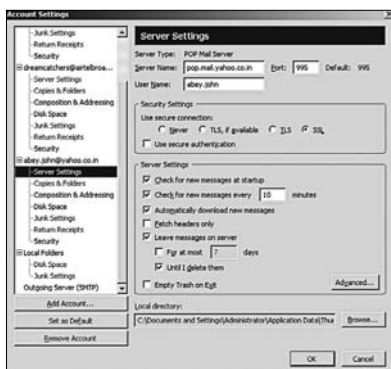 Account Settings
Junk Settings
Return Receipts
Security
dreamcatchers@airtelbroa...
Server Settings
Copies & Folders
Composition & Addressing
Disk Space
Junk Settings
Return Receipts
Security
abey.john@yahoo.co.in
Server Settings
Copies & Folders
Composition & Addressing
Disk Space
Junk Settings
Return Receipts
Security
Local Folders
Disk Space
Junk Settings
Outgoing Server (SMTP)
Add Account...
Set as Default
Remove Account
Server Settings
Server Type: POP Mail Server
Server Name: pop.mail.yahoo.co.in Port: 995 Default: 995
User Name: abey.john
Security Settings
Use secure connection:
Never TLS, if available TLS SSL
Use secure authentication
Server Settings
Check for new messages at startup
Check for new messages every 10 minutes
Automatically download new messages
Fetch headers only
Leave messages on server
For at most 7 days
Until I delete them
Empty Trash on Exit Advanced...
Local directory:
C:\Documents and Settings\Administrator\Application Data\Thu Browse...
OK Cancel